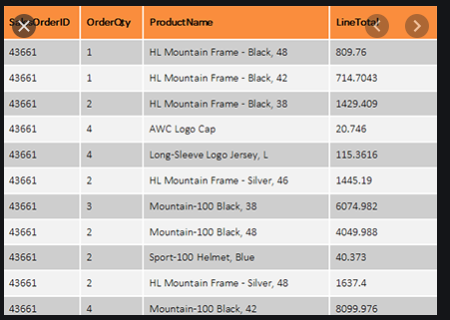 SalesOrderID OrderQty ProductName LineTotal
43661 1 HL Mountain Frame - Black, 48 809.76
43661 1 HL Mountain Frame - Black, 42 714.7043
43661 2 HL Mountain Frame - Black, 38 1429.409
43661 4 AWC Logo Cap 20.746
43661 4 Long-Sleeve Logo Jersey, L 115.3616
43661 2 HL Mountain Frame - Silver, 46 1445.19
43661 3 Mountain-100 Black, 38 6074.982
43661 2 Mountain-100 Black, 48 4049.988
43661 2 Sport-100 Helmet, Blue 40.373
43661 2 HL Mountain Frame - Silver, 48 1637.4
43661 4 Mountain-100 Black, 42 8099.976